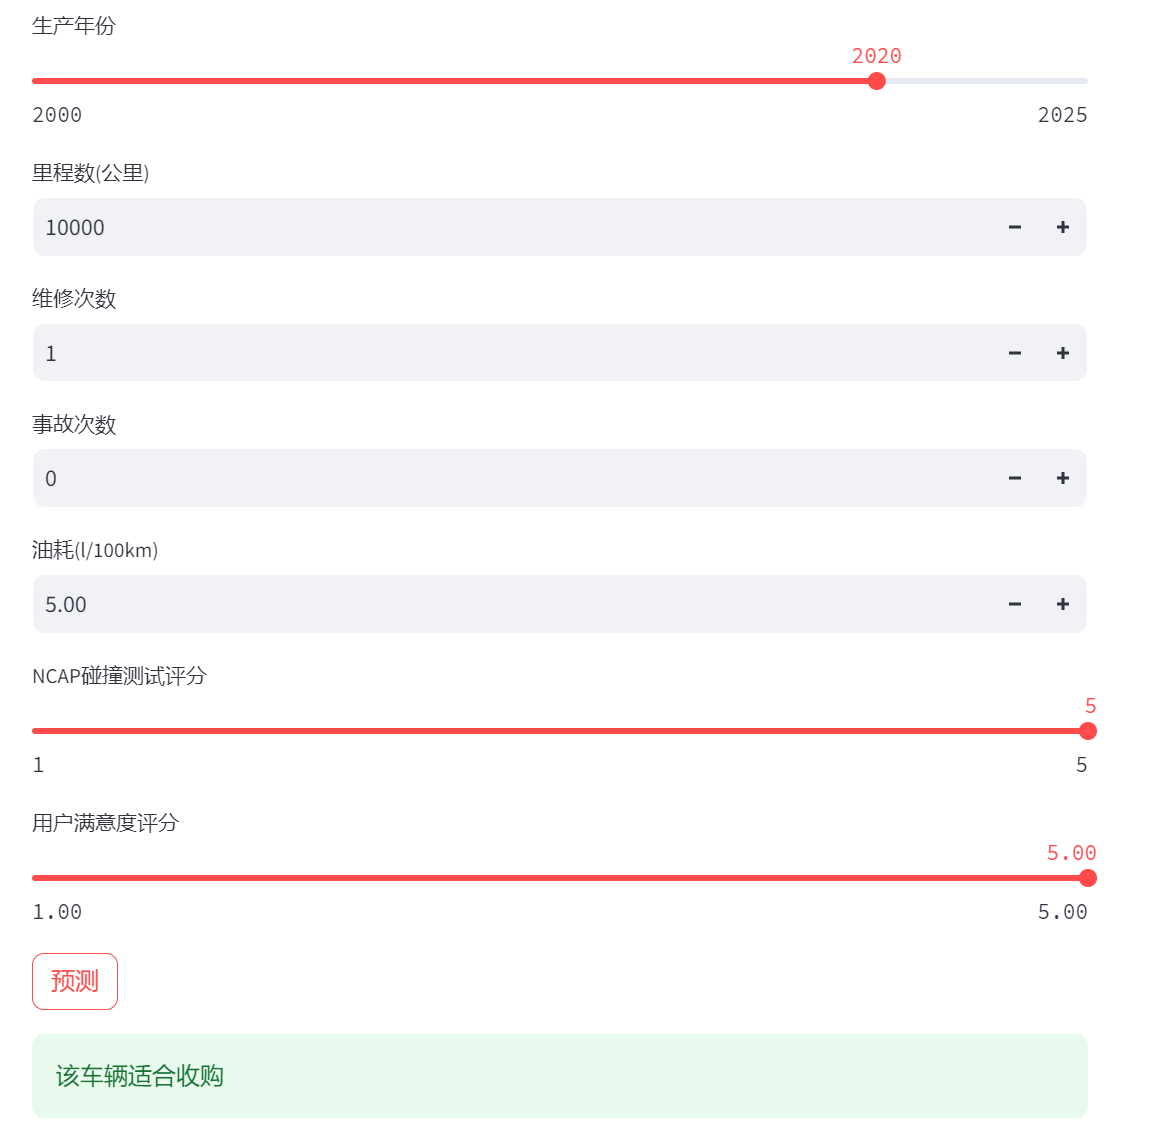 生产年份
2020
2000 2025
里程数(公里)
10000
维修次数
1
事故次数
0
油耗(l/100km)
5.00
NCAP碰撞测试评分
5
1 5
用户满意度评分
5.00
1.00 5.00
预测
该车辆适合收购